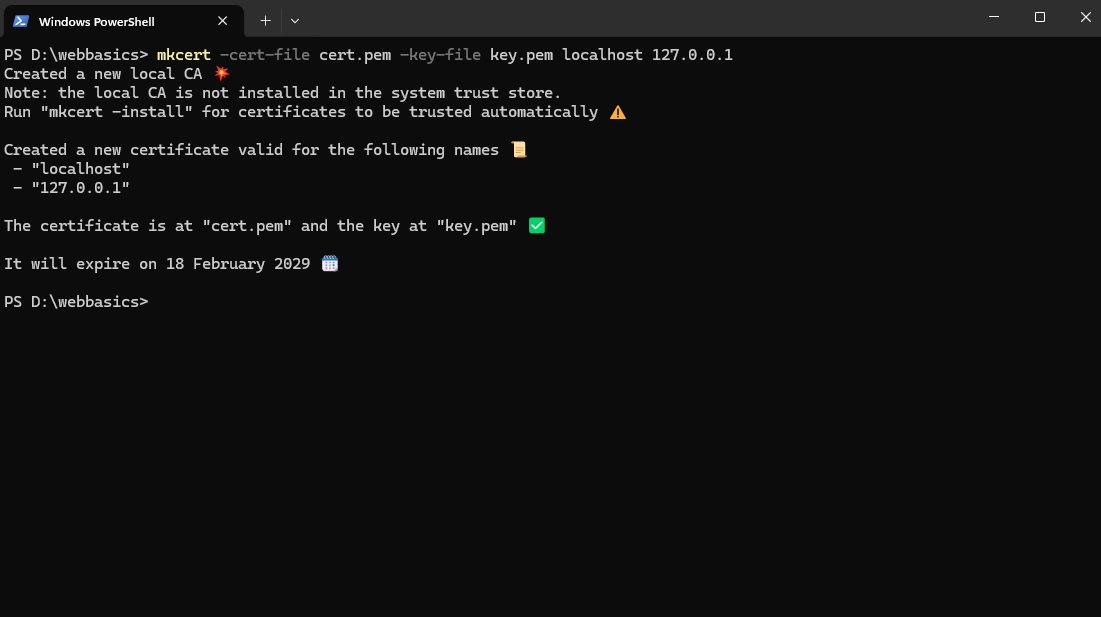 Windows PowerShell
PS D:\webbasics> mkcert -cert-file cert.pem -key-file key.pem localhost 127.0.0.1
Created a new local CA 💥
Note: the local CA is not installed in the system trust store.
Run "mkcert -install" for certificates to be trusted automatically ⚠️
Created a new certificate valid for the following names 📜
- "localhost"
- "127.0.0.1"
The certificate is at "cert.pem" and the key at "key.pem" ✅
It will expire on 18 February 2029 🗓
PS D:\webbasics>